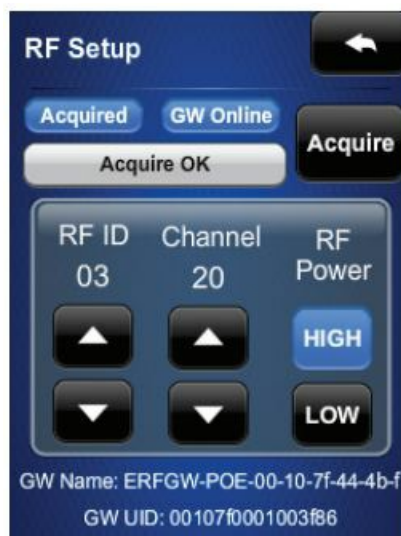 RF Setup
Acquired GW Online
Acquire OK
Acquire
RF ID Channel RF Power
03 20
HIGH
LOW
GW Name: ERFGW-POE-00-10-7f-44-4b-f
GW UID: 00107f0001003f86